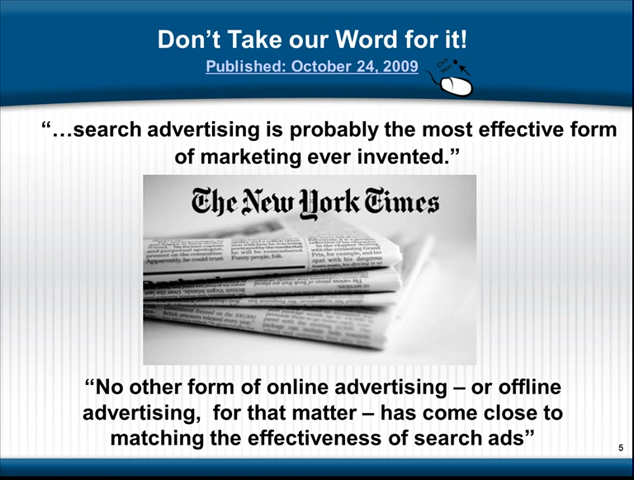 Don’t Take our Word for it!
Published: October 24, 2009
“…search advertising is probably the most effective form
of marketing ever invented.”
The New York Times
“No other form of online advertising – or offline
advertising,  for that matter – has come close to
matching the effectiveness of search ads”
5